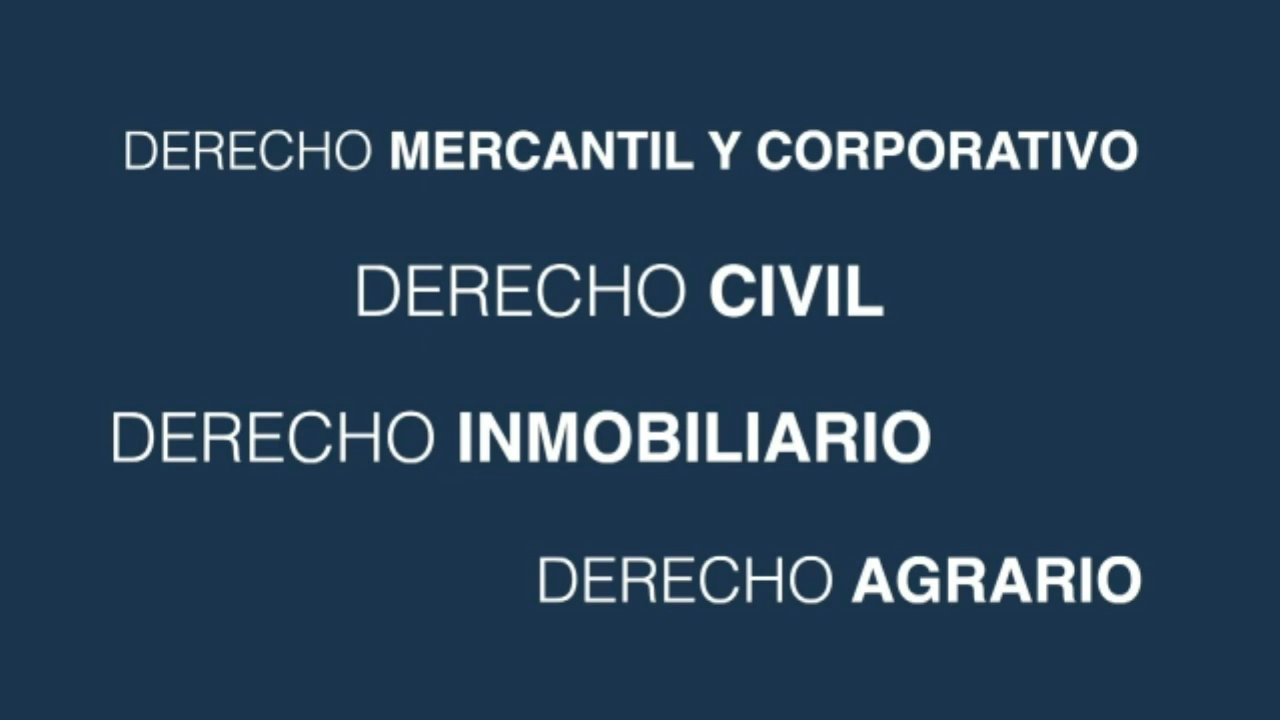 DERECHO MERCANTIL Y CORPORATIVO
DERECHO CIVIL
DERECHO INMOBILIARIO
DERECHO AGRARIO